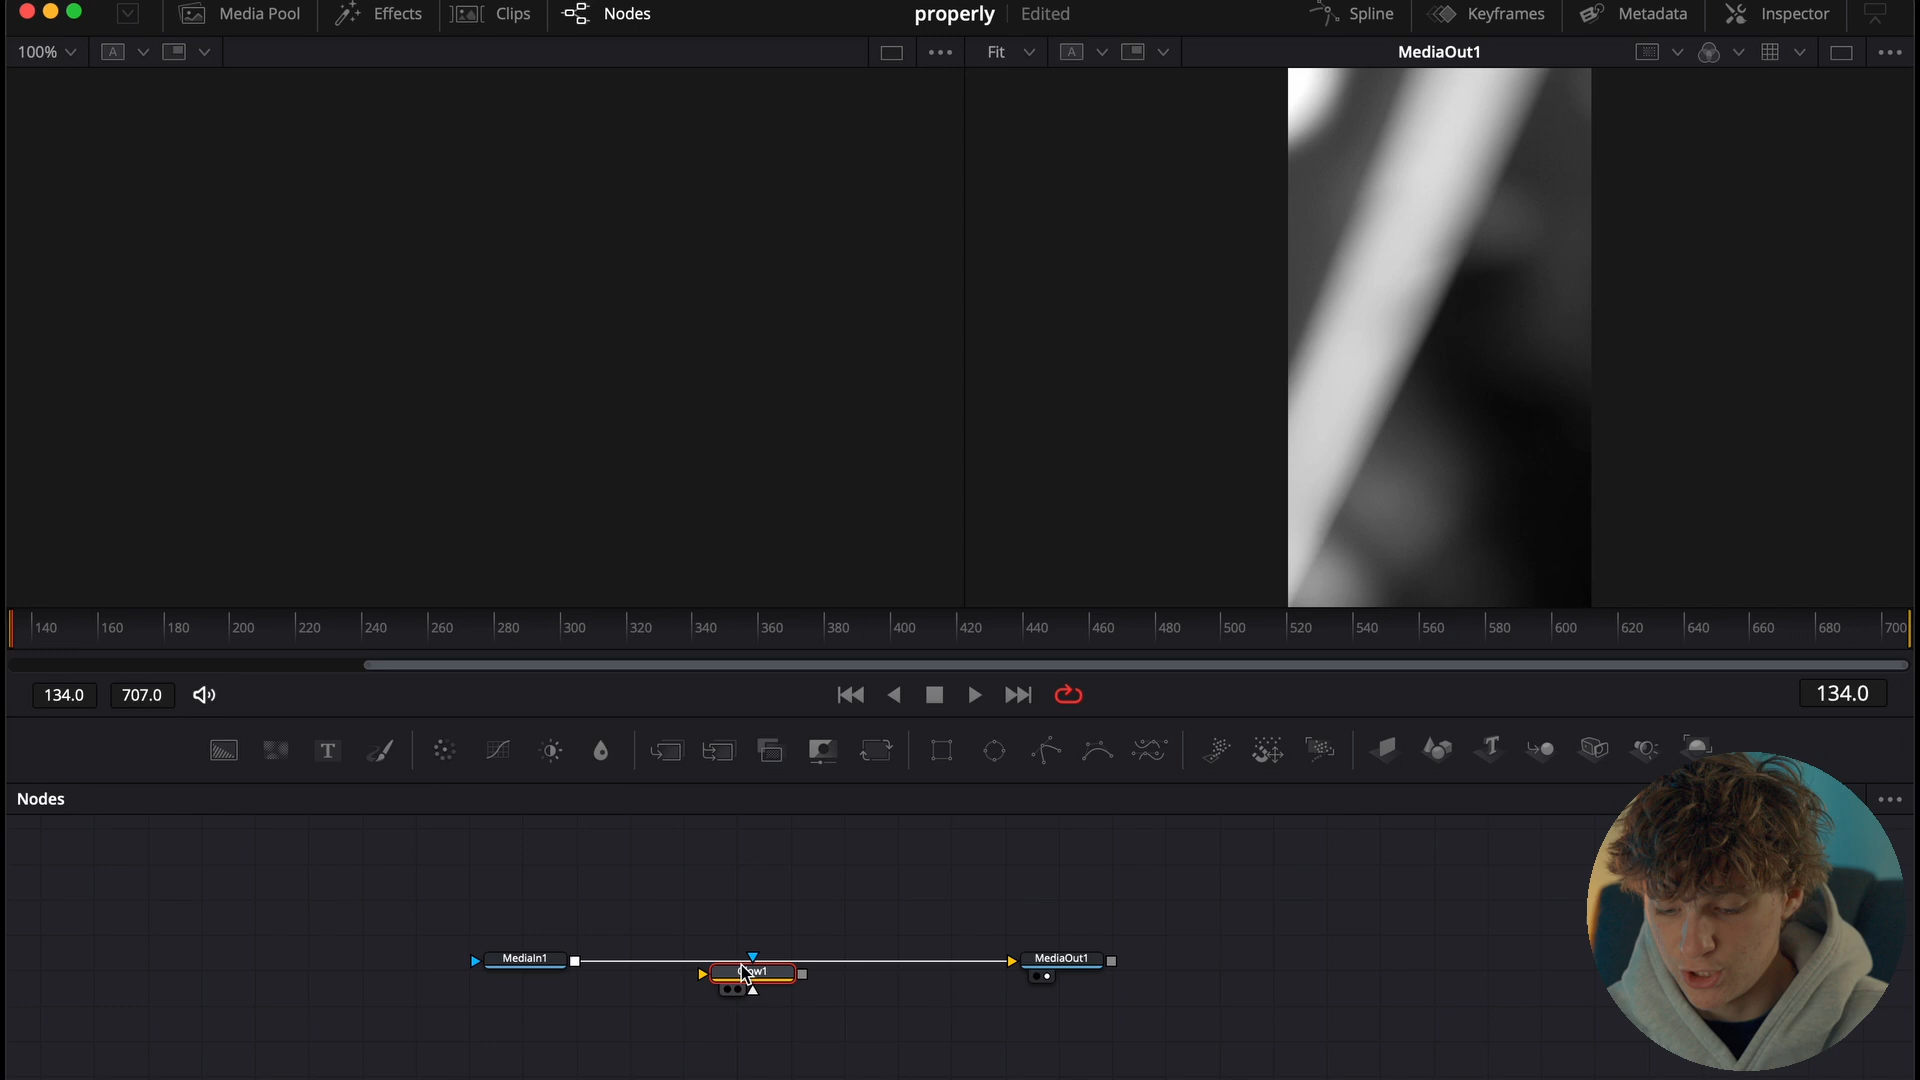 Media Pool
Effects
Clips
Nodes
properly
Edited
Spline
Keyframes
Metadata
Inspector
100%
A
Fit
A
MediaOut1
140 160 180 200 220 240 260 280 300 320 340 360 380 400 420 440 460 480 500 520 540 560 580 600 620 640 660 680 700
134.0
707.0
134.0
T
T
Nodes
MediaIn1
MediaOut1